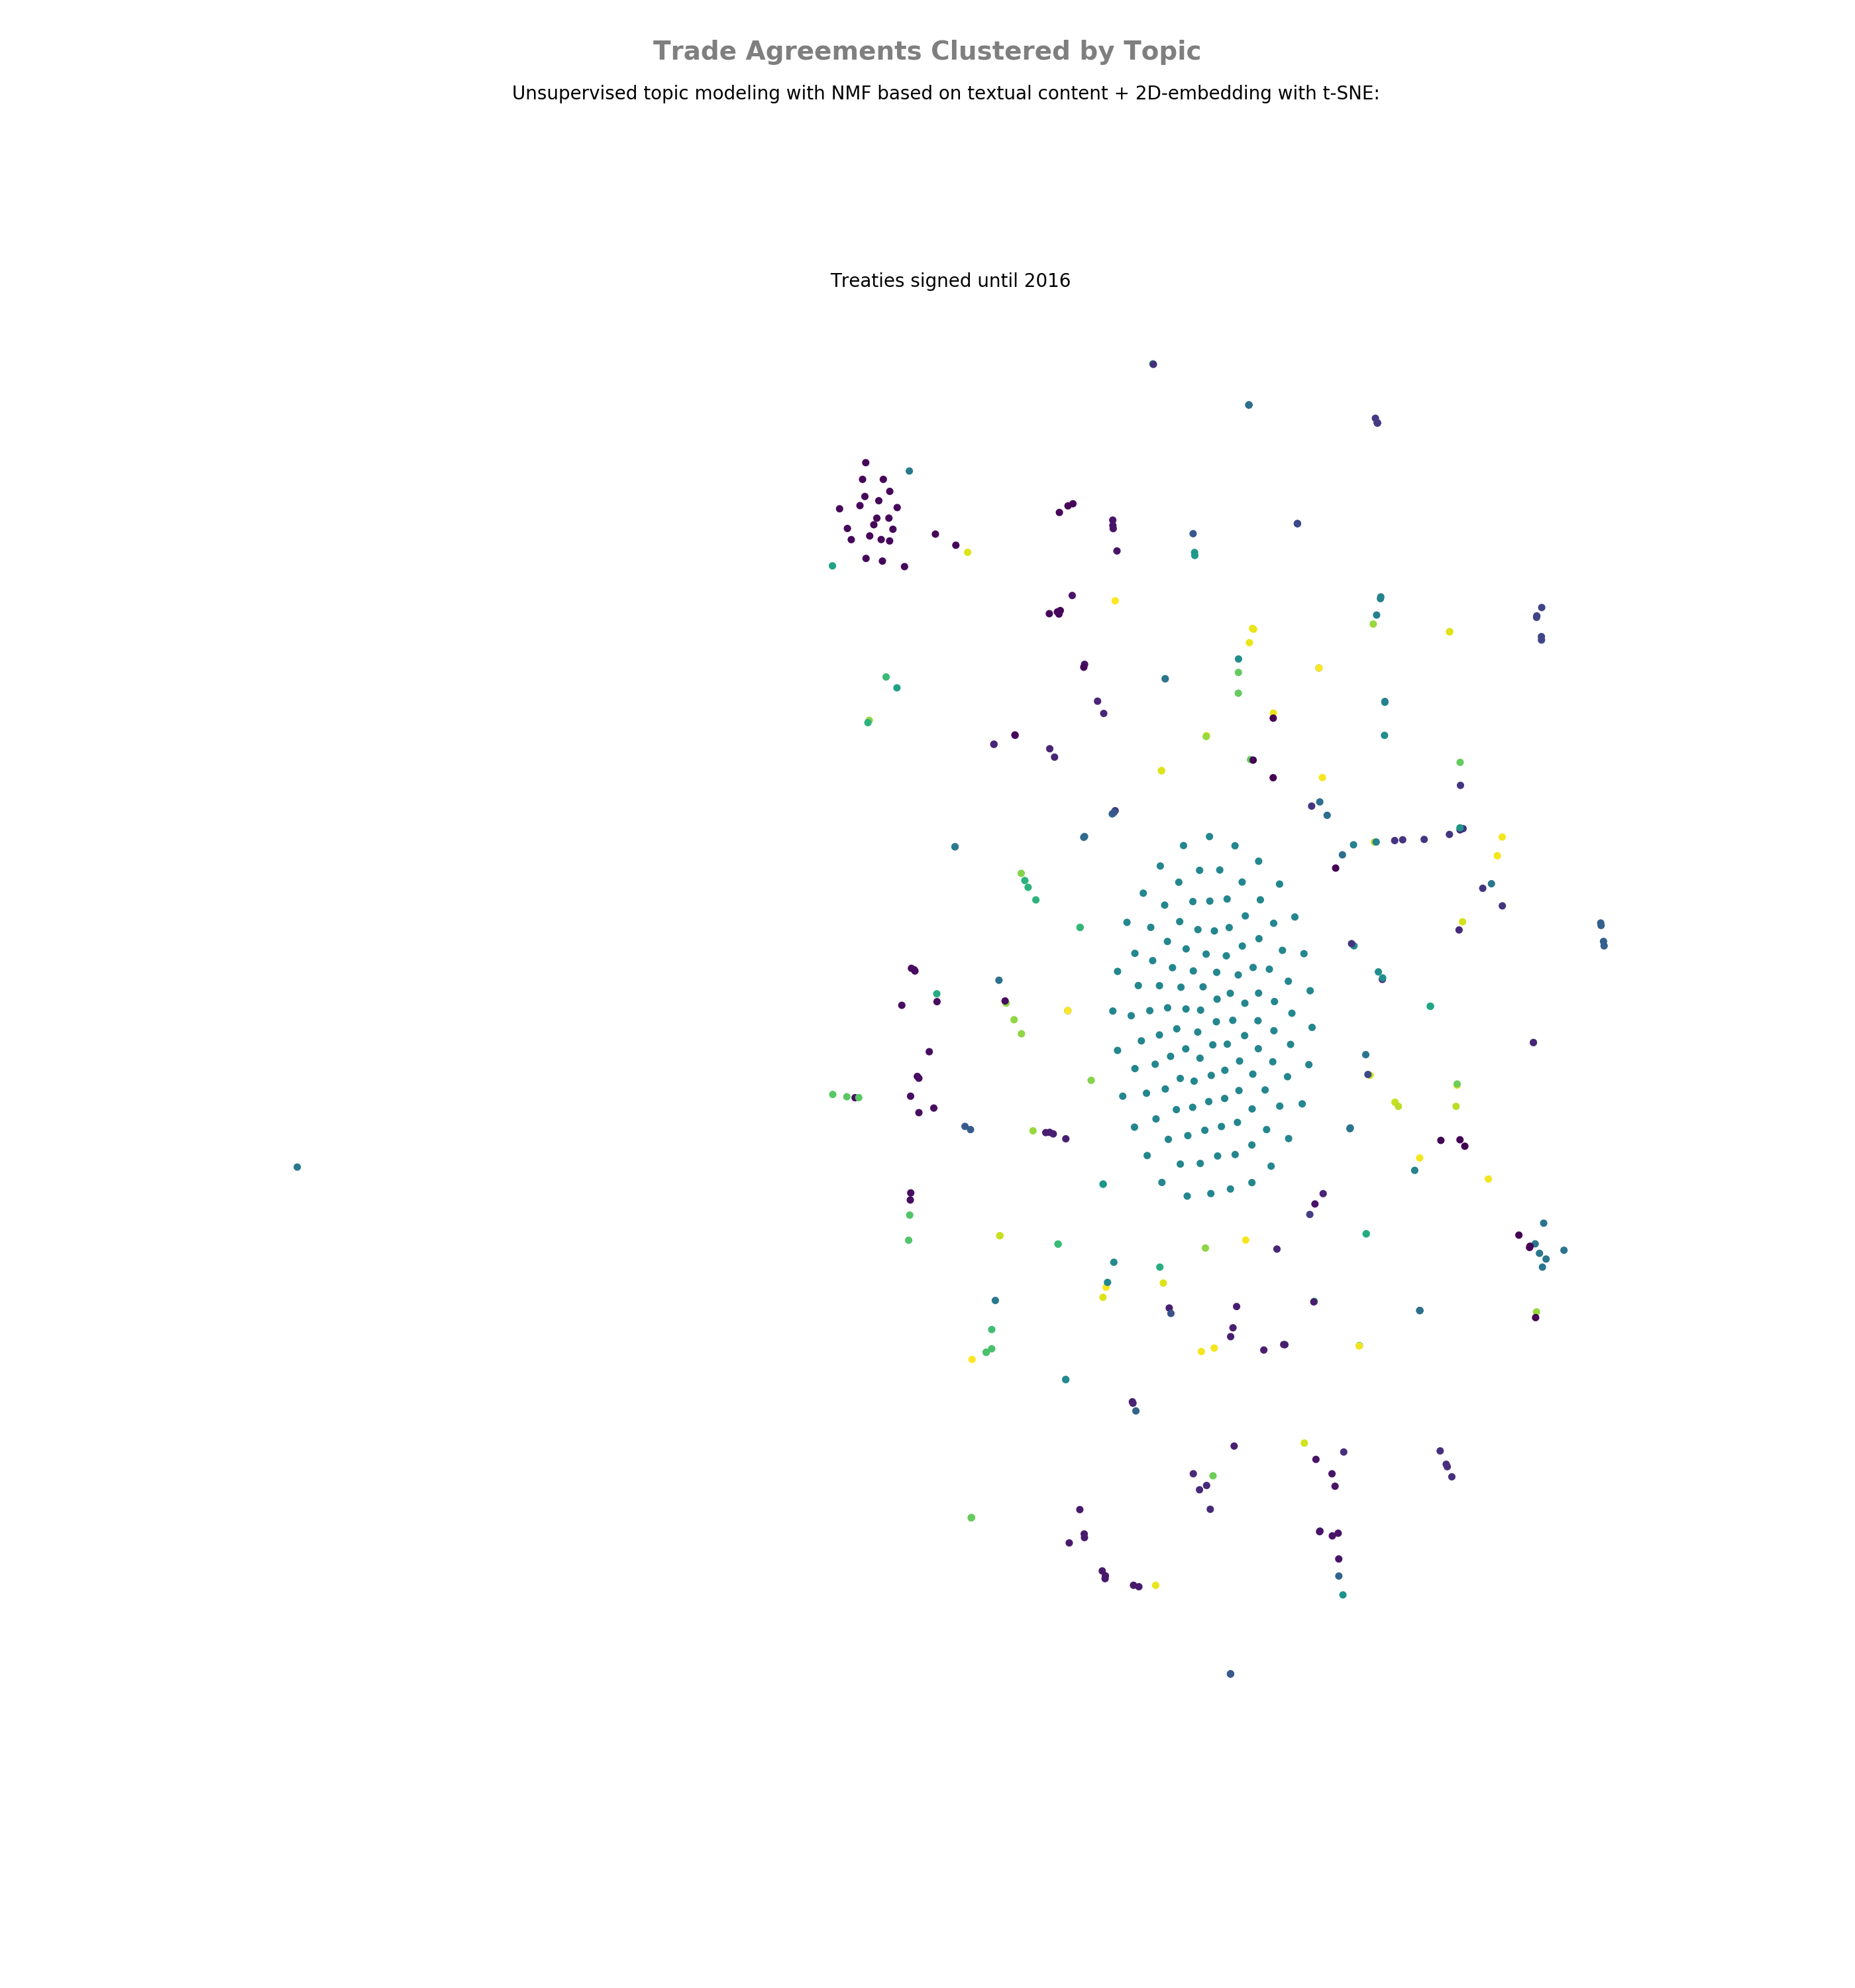 Trade Agreements Clustered by Topic
Unsupervised topic modeling with NMF based on textual content + 2D-embedding with t-SNE:
Treaties signed until 2016